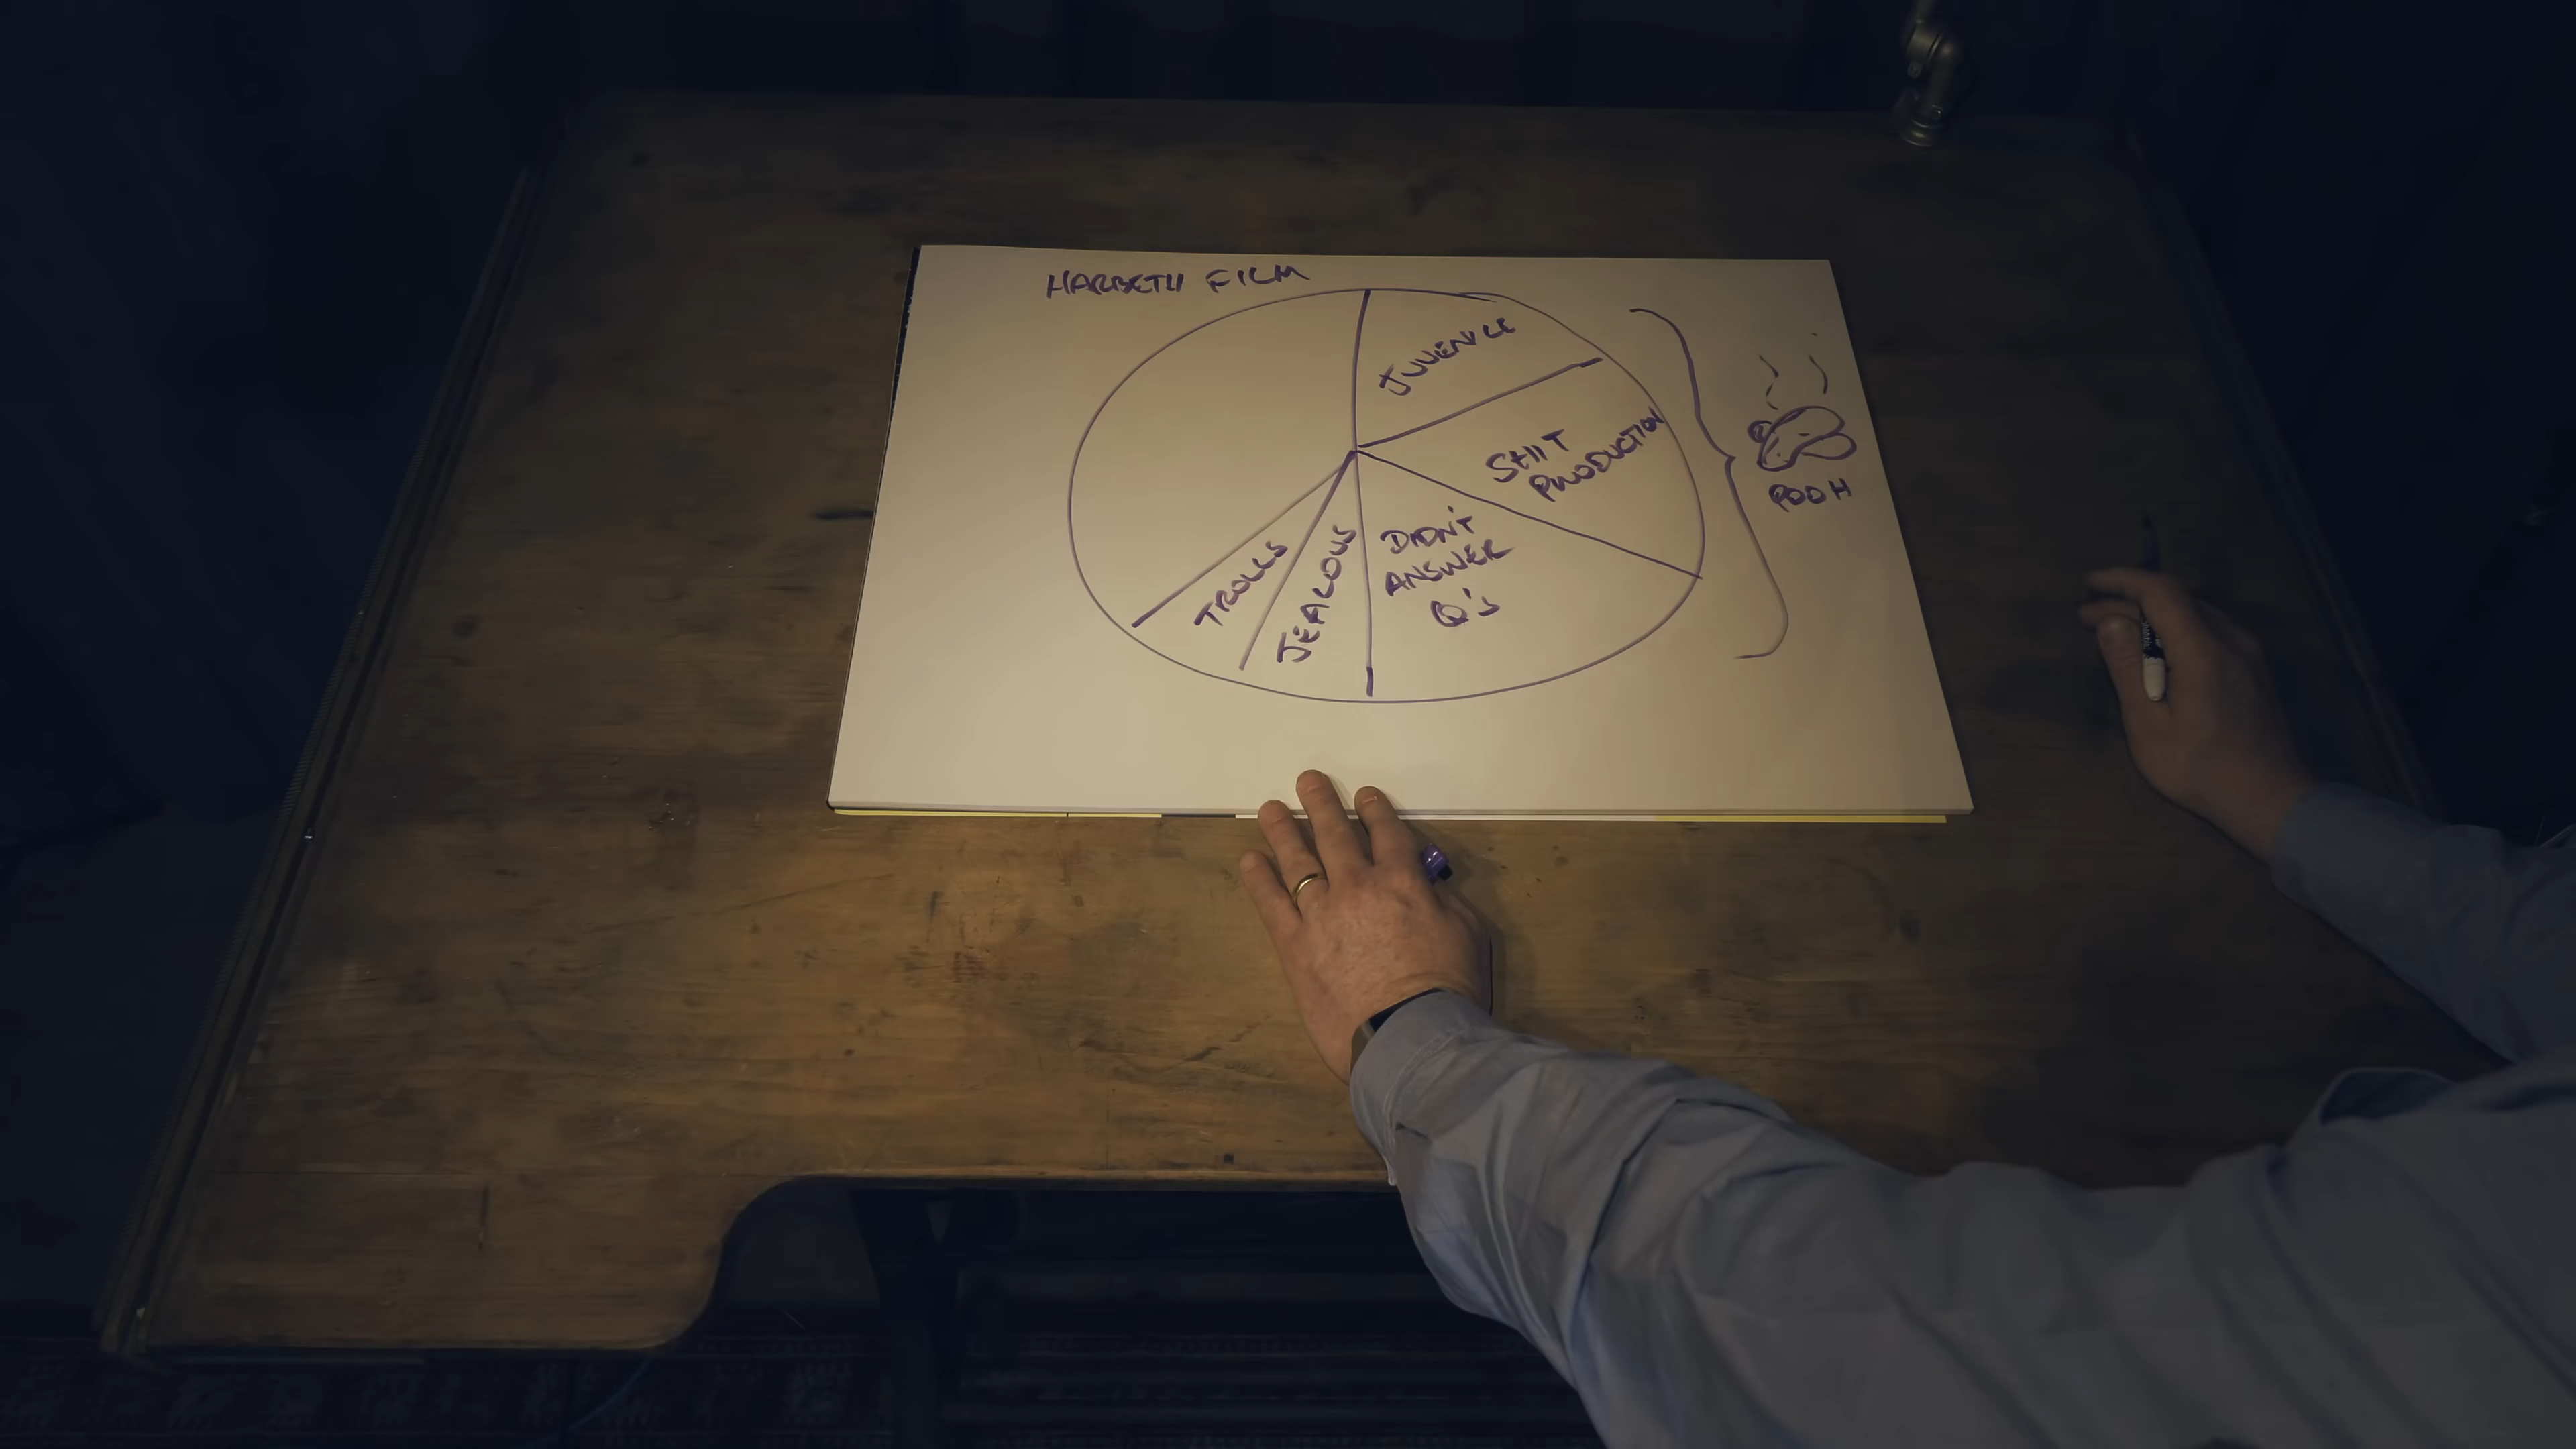 HARBETH FILM
JUVENILE
SHIT
PRODUCTION
DIDN'T
ANSWER
Q's
JEALOUS
TROLLS
POOH